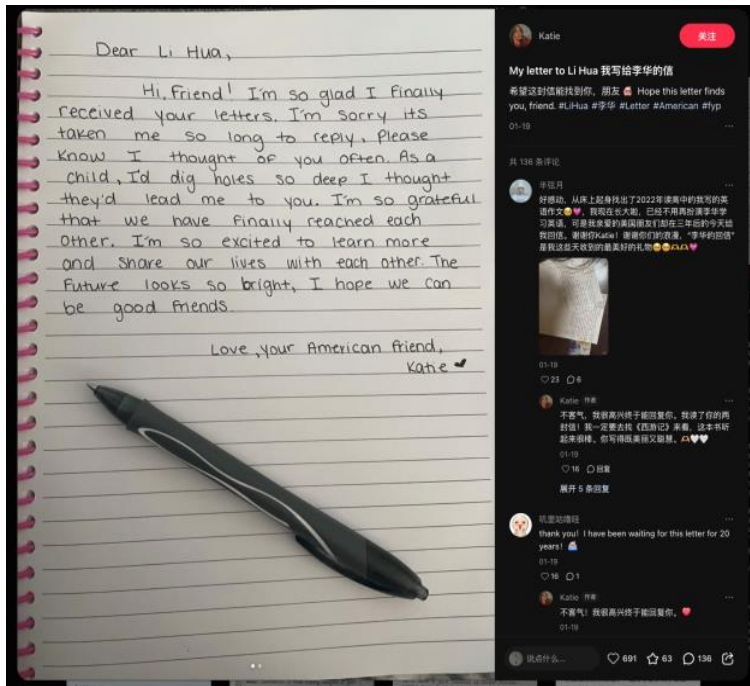 Dear Li Hua,
Hi, friend! I'm so glad I finally
received your letters. I'm sorry its
taken me so long to reply. Please
Know I thought of you often. As a
child, I'd dig holes so deep I thought
they'd lead me to you. I'm so grateful
that we have finally reached each
other. I'm so excited to learn more
and share our lives with each other. The
future looks so bright, I hope we can
be good friends.
Love, your American friend,
Katie
Katie
关注
My letter to Li Hua 我写给李华的信
希望这封信能找到你，朋友 Hope this letter finds
you, friend. #LiHua #李华 #Letter #American #fyp
01-19
共 136 条评论
半弦月
好感动，从床上起身找出了2022年读高中的我写的英
语作文，我现在长大啦，已经不用再扮演李华学
习英语，可是我亲爱的美国朋友们却在三年后的今天给
我回信，谢谢你Katie！谢谢你们的浪漫，“李华的回信”
是我这些天收到的最美好的礼物
01-19
23 6
Katie 作者
不客气，我很高兴终于能回复你。我读了你的两
封信！我一定要去找《西游记》来看，这本书听
起来很棒。你写得既美丽又聪慧。
01-19
16 回复
展开 5 条回复
叽里咕噜哇
thank you! I have been waiting for this letter for 20
years!
01-19
16 1
Katie 作者
不客气！我很高兴终于能回复你。
01-19
说点什么...
691 63 136